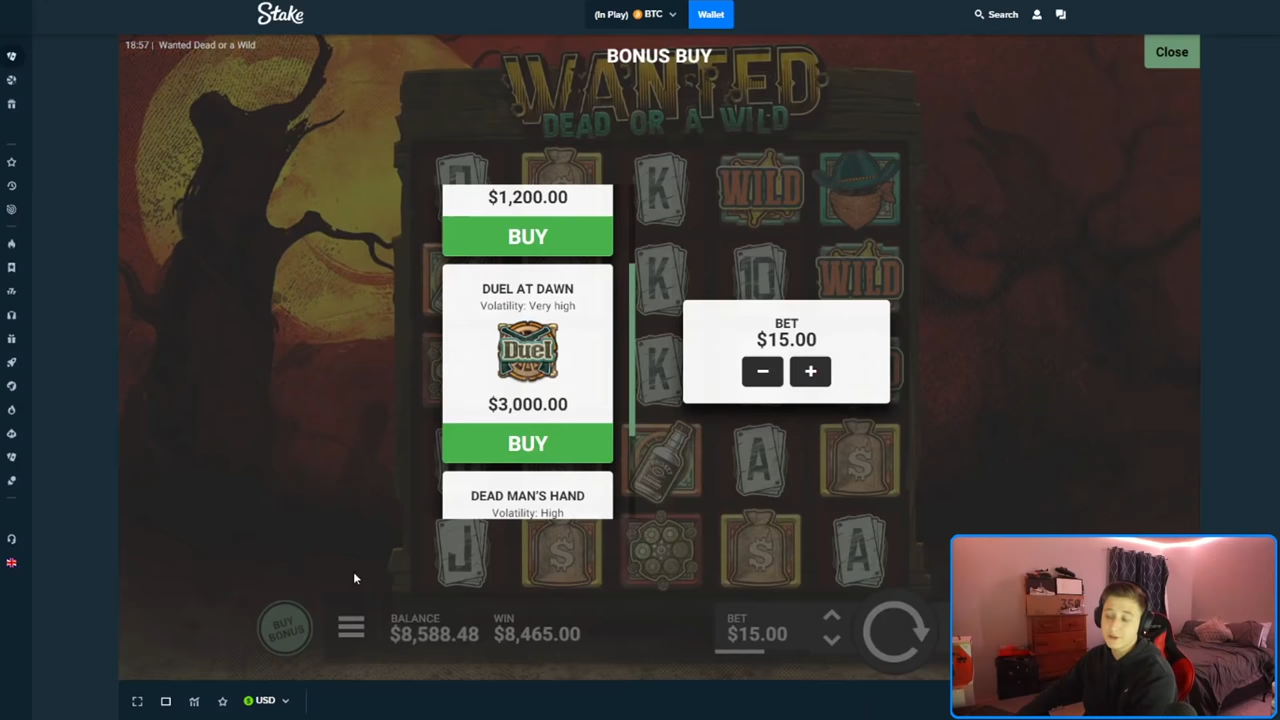 Stake
(In Play) BTC
Wallet
Search
18:57 | Wanted Dead or a Wild
BONUS BUY
Close
WANTED
DEAD OR A WILD
K
WILD
$1,200.00
BUY
K
10
WILD
DUEL AT DAWN
Volatility: Very high
Duel
$3,000.00
BUY
BET
$15.00
K
A
$
DEAD MAN'S HAND
Volatility: High
J
$
$
A
BUY
BONUS
BALANCE
$8,588.48
WIN
$8,465.00
BET
$15.00
USD